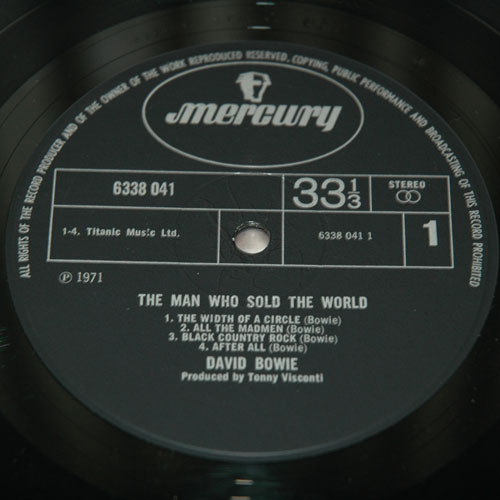 ALL RIGHTS OF THE RECORD PRODUCER AND OF THE OWNER OF THE WORK REPRODUCED RESERVED. COPYING, PUBLIC PERFORMANCE AND BROADCASTING OF THIS RECORD PROHIBITED
mercury
6338 041
33 1/3
STEREO
1-4. Titanic Music Ltd.
6338 041 1
1
℗ 1971
THE MAN WHO SOLD THE WORLD
1. THE WIDTH OF A CIRCLE (Bowie)
2. ALL THE MADMEN (Bowie)
3. BLACK COUNTRY ROCK (Bowie)
4. AFTER ALL (Bowie)
DAVID BOWIE
Produced by Tonny Visconti